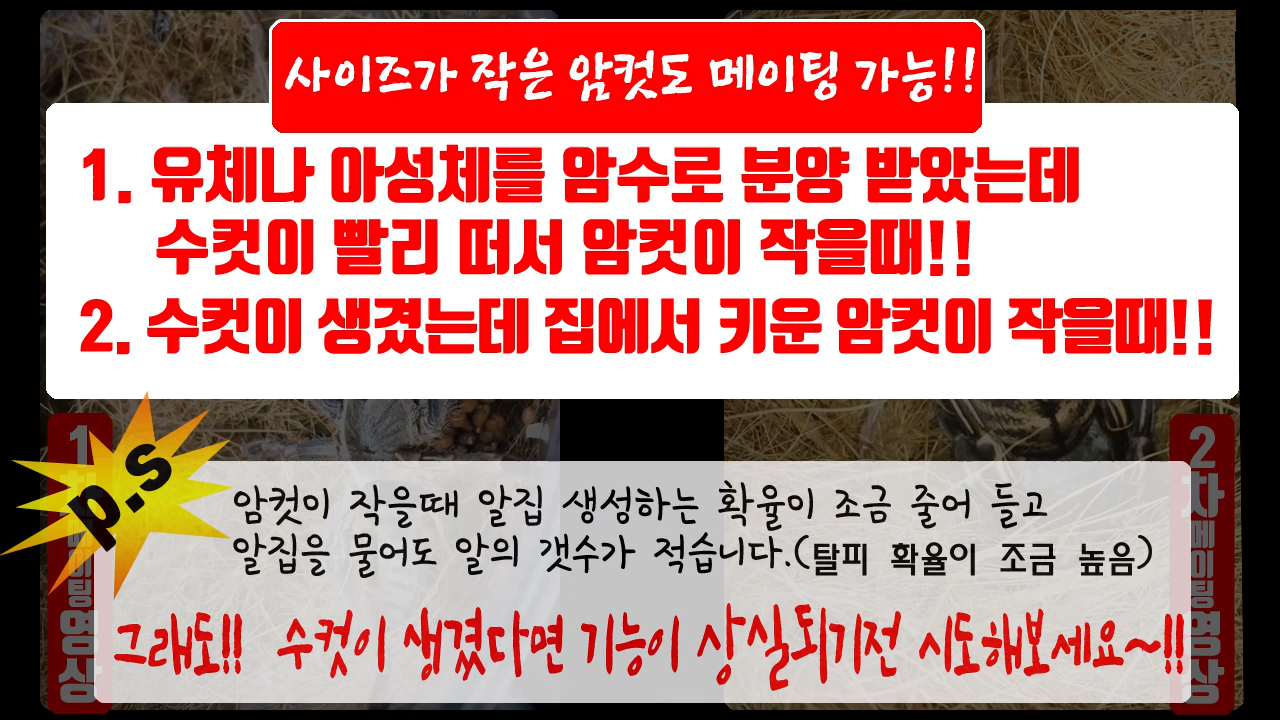 사이즈가 작은 암컷도 메이팅 가능!!
1. 유체나 아성체를 암수로 분양 받았는데
수컷이 빨리 떠서 암컷이 작을때!!
2. 수컷이 생겼는데 집에서 키운 암컷이 작을때!!
p.s
암컷이 작을때 알집 생성하는 확율이 조금 줄어 들고
알집을 물어도 알의 갯수가 적습니다.(탈피 확율이 조금 높음)
그래도!! 수컷이 생겼다면 기능이 상실되기전 시도해보세요~!!
1 메이팅영상
2차 메이팅영상